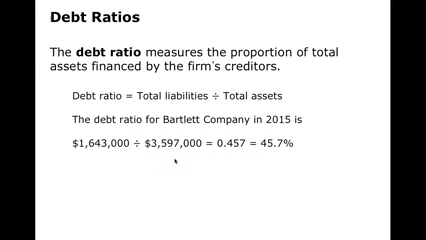 Debt Ratios
The debt ratio measures the proportion of total
assets financed by the firm's creditors.
Debt ratio = Total liabilities ÷ Total assets
The debt ratio for Bartlett Company in 2015 is
$1,643,000 ÷ $3,597,000 = 0.457 = 45.7%